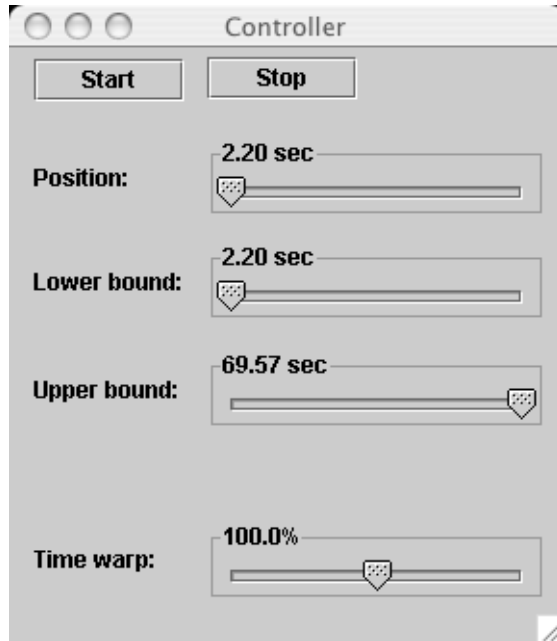 Controller
Start Stop
2.20 sec
Position:
2.20 sec
Lower bound:
69.57 sec
Upper bound:
100.0%
Time warp: